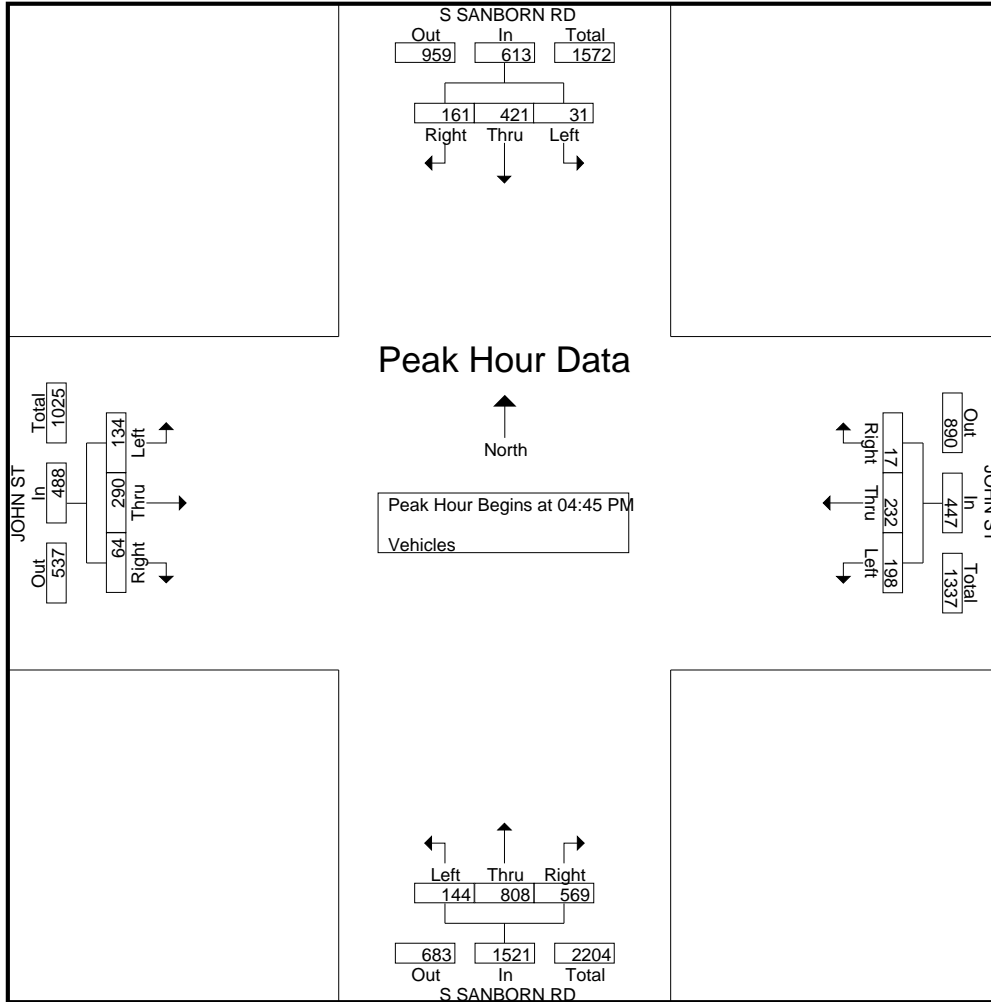 S SANBORN RD
Out In Total
959 613 1572
161 421 31
Right Thru Left
Peak Hour Data
North
Peak Hour Begins at 04:45 PM
Vehicles
JOHN ST
Total In Out
1025 488 537
134 290 64
Left Thru Right
Right Thru Left
17 232 198
Out In Total
890 447 1337
JOHN ST
Left Thru Right
144 808 569
683 1521 2204
Out In Total
S SANBORN RD